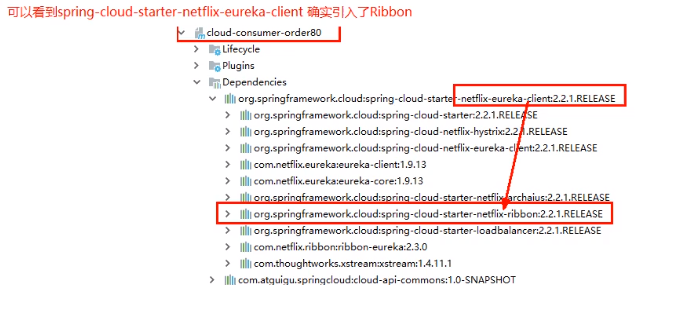 可以看到spring-cloud-starter-netflix-eureka-client 确实引入了Ribbon
cloud-consumer-order80
Lifecycle
Plugins
Dependencies
org.springframework.cloud:spring-cloud-starter-netflix-eureka-client:2.2.1.RELEASE
org.springframework.cloud:spring-cloud-starter:2.2.1.RELEASE
org.springframework.cloud:spring-cloud-netflix-hystrix:2.2.1.RELEASE
org.springframework.cloud:spring-cloud-netflix-eureka-client:2.2.1.RELEASE
com.netflix.eureka:eureka-client:1.9.13
com.netflix.eureka:eureka-core:1.9.13
org.springframework.cloud:spring-cloud-starter-netflix-archaius:2.2.1.RELEASE
org.springframework.cloud:spring-cloud-starter-netflix-ribbon:2.2.1.RELEASE
org.springframework.cloud:spring-cloud-starter-loadbalancer:2.2.1.RELEASE
com.netflix.ribbon:ribbon-eureka:2.3.0
com.thoughtworks.xstream:xstream:1.4.11.1
com.atguigu.springcloud:cloud-api-commons:1.0-SNAPSHOT